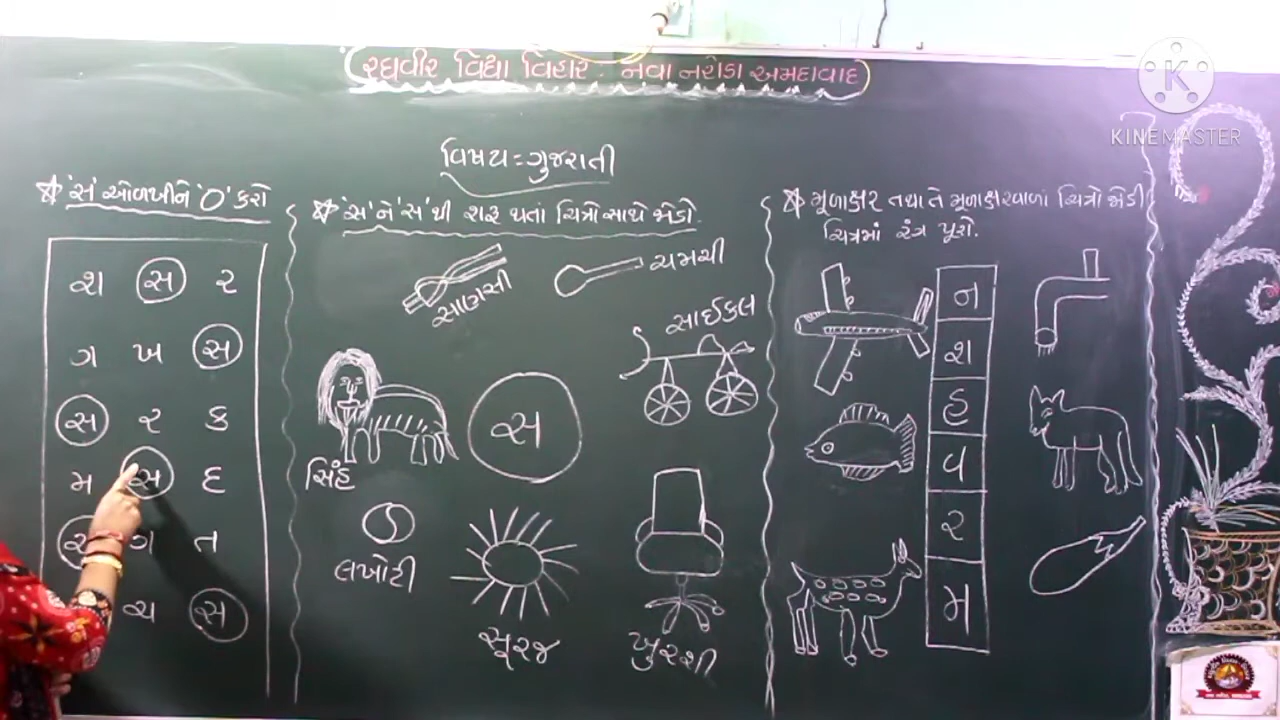 રઘુવીર વિદ્યા વિહાર : નવા નરોડા અમદાવાદ
KINEMASTER
વિષય = ગુજરાતી
'સ' ઓળખીને 'O' કરો
શ સ ર
ગ ખ સ
સ ર ક
મ સ દ
ગ ત
ચ સ
'સ' ને 'સ' થી શરૂ થતાં ચિત્રો સાથે જોડો.
સાણસી
ચમચી
સાઈકલ
સિંહ
સ
લખોટી
સૂરજ
ખુરશી
મૂળાક્ષર તથા તે મૂળાક્ષરવાળાં ચિત્રો જોડી
ચિત્રમાં રંગ પૂરો.
ન
શ
હ
વ
ર
મ